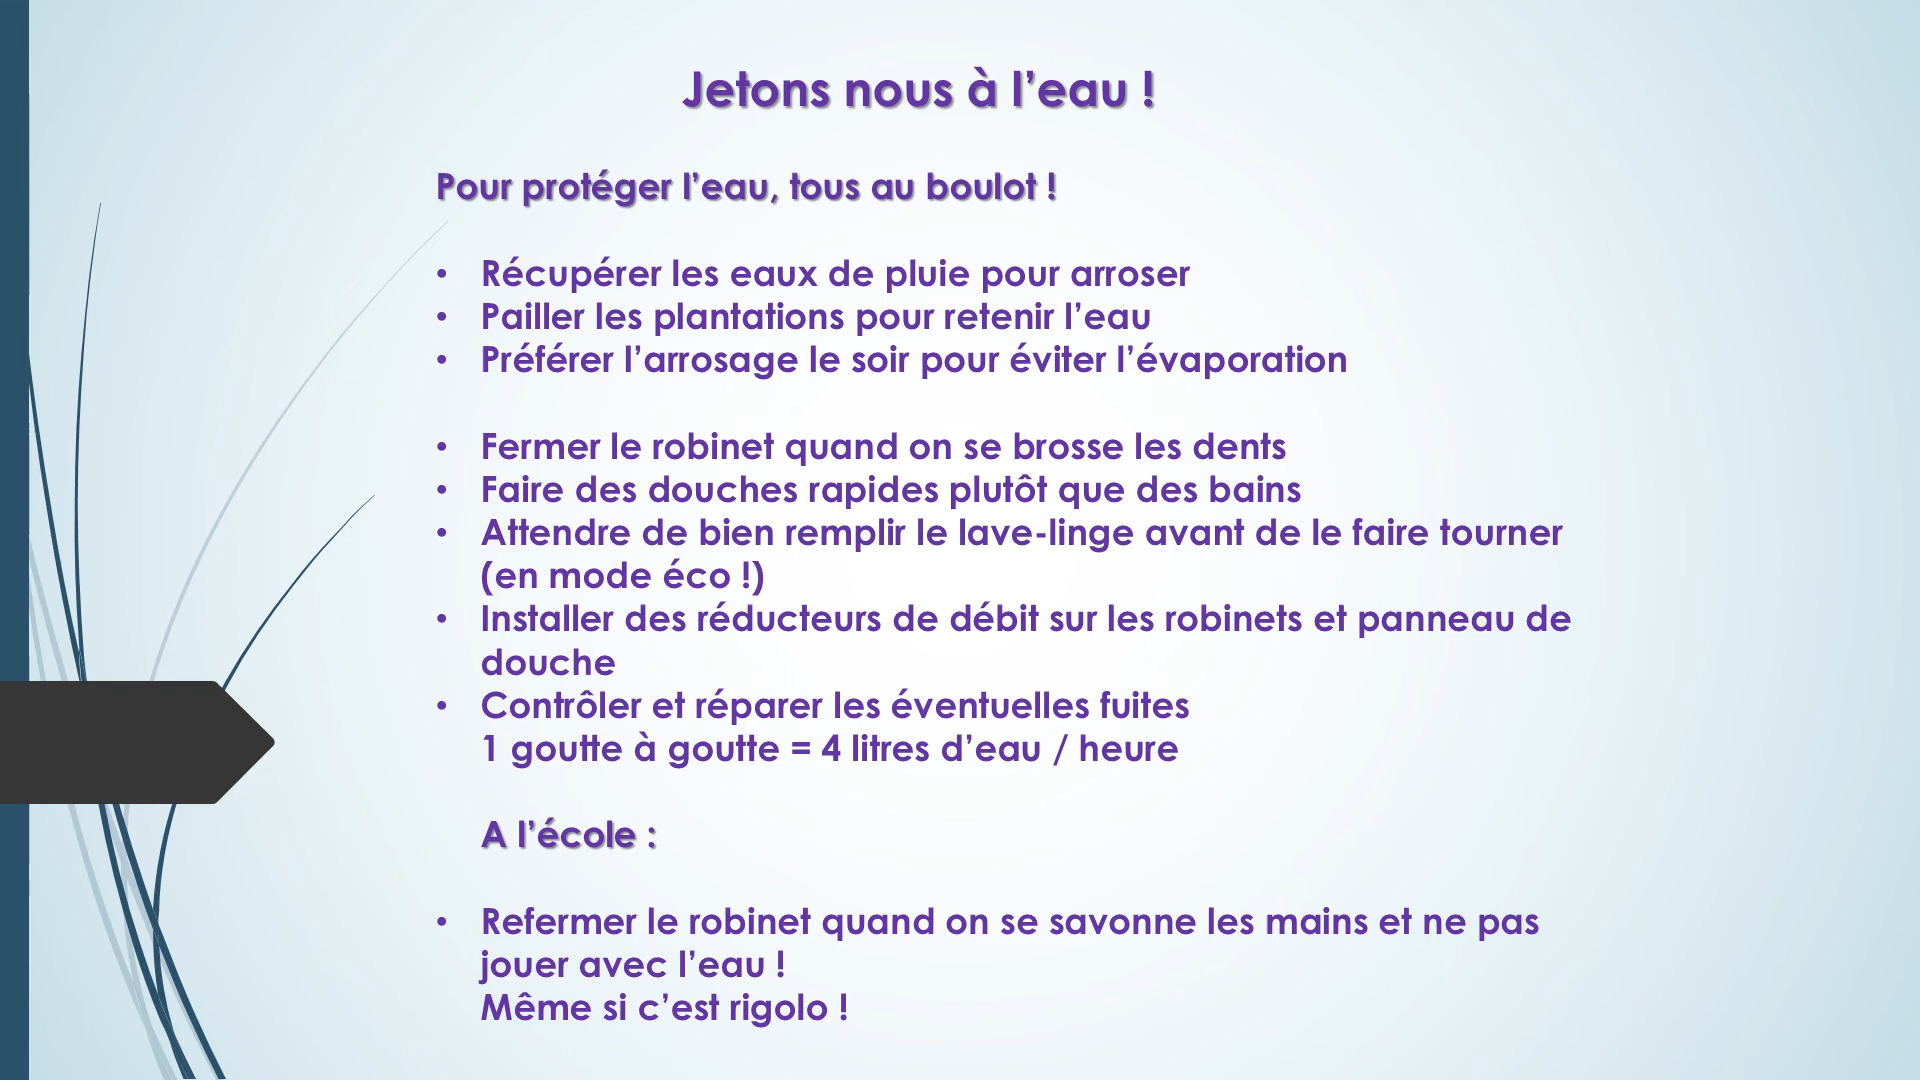 Jetons nous à l’eau !
Pour protéger l’eau, tous au boulot !
• Récupérer les eaux de pluie pour arroser
• Pailler les plantations pour retenir l’eau
• Préférer l’arrosage le soir pour éviter l’évaporation
• Fermer le robinet quand on se brosse les dents
• Faire des douches rapides plutôt que des bains
• Attendre de bien remplir le lave-linge avant de le faire tourner
(en mode éco !)
• Installer des réducteurs de débit sur les robinets et panneau de
douche
• Contrôler et réparer les éventuelles fuites
1 goutte à goutte = 4 litres d’eau / heure
A l’école :
• Refermer le robinet quand on se savonne les mains et ne pas
jouer avec l’eau !
Même si c’est rigolo !